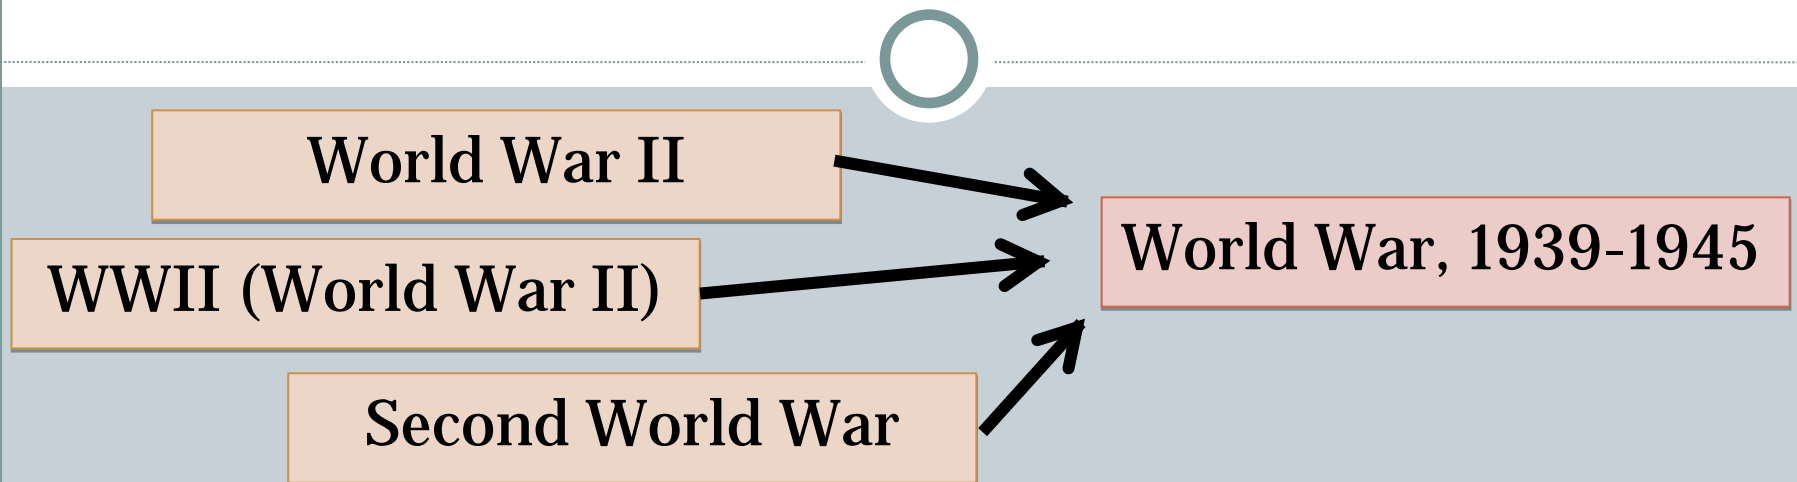 World War II
World War, 1939-1945
WWII (World War II)
Second World War